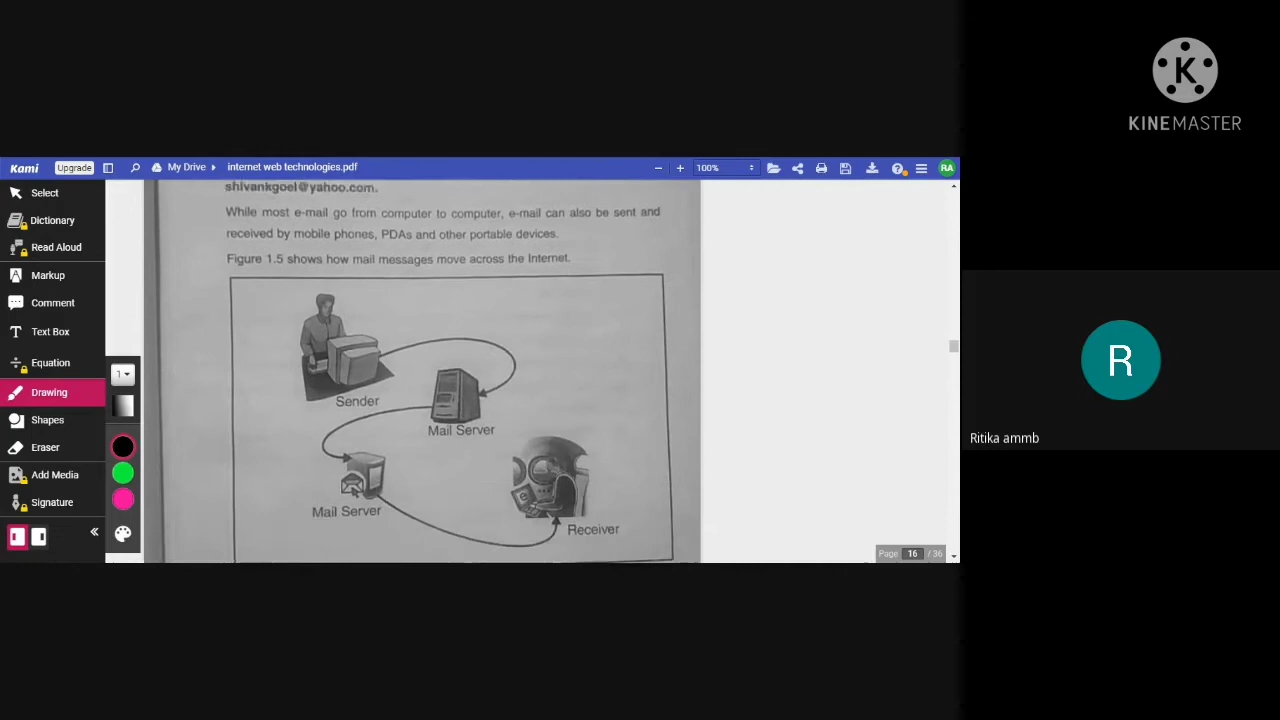 K
KINEMASTER
Kami
Upgrade
My Drive
internet web technologies.pdf
100%
RA
Select
Dictionary
Read Aloud
Markup
Comment
Text Box
Equation
Drawing
Shapes
Eraser
Add Media
Signature
1
shivankgoel@yahoo.com.
While most e-mail go from computer to computer, e-mail can also be sent and
received by mobile phones, PDAs and other portable devices.
Figure 1.5 shows how mail messages move across the Internet.
Sender
Mail Server
Mail Server
Receiver
Page 16 / 36
R
Ritika ammb